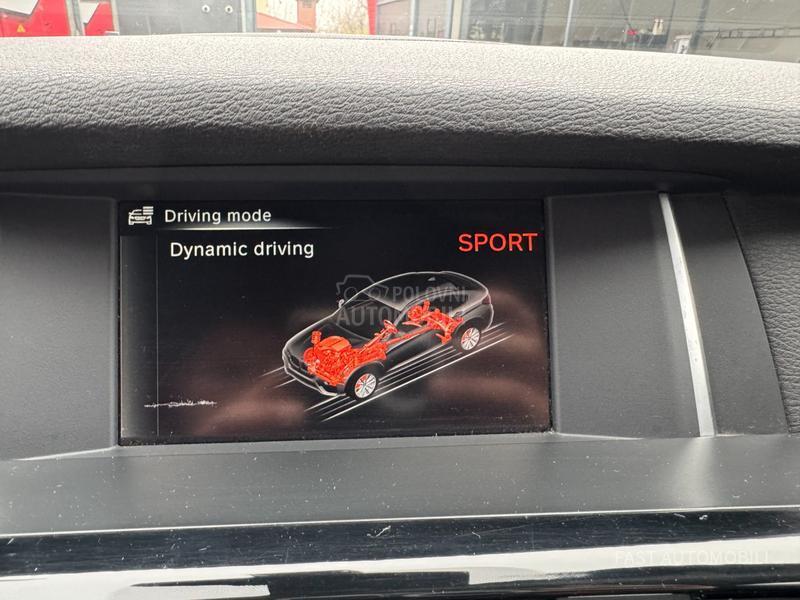 Driving mode
Dynamic driving
SPORT
POLOVNI
AUTOMOBILI
FAST AUTOMOBILI